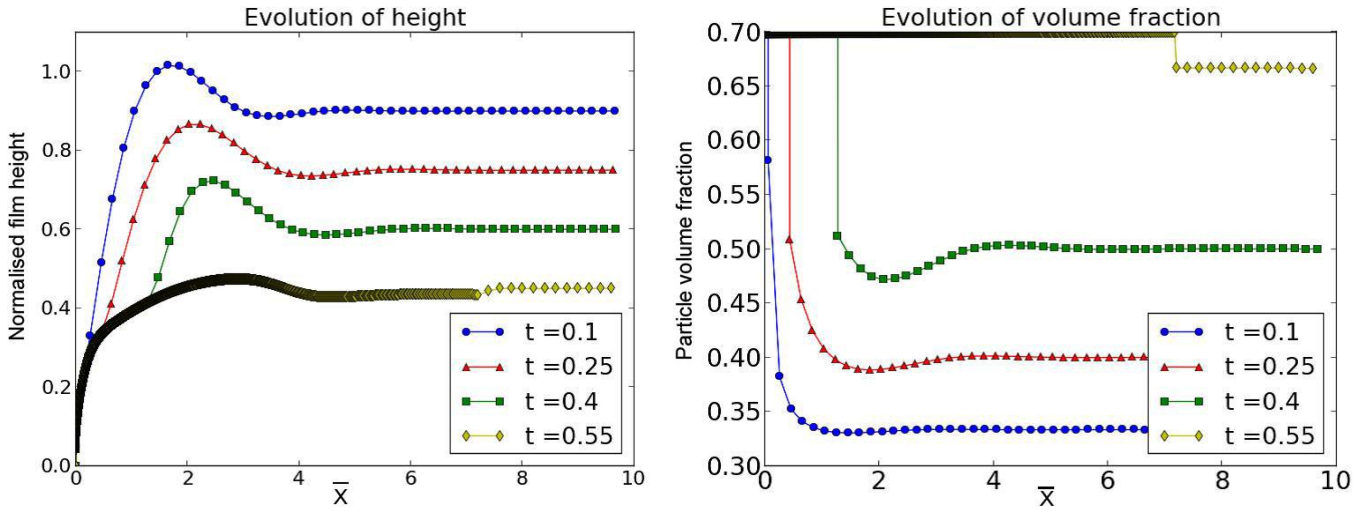 Evolution of height
Normalised film height
1.0
0.8
0.6
0.4
0.2
0.0
0 2 4 6 8 10
X
t =0.1
t =0.25
t =0.4
t =0.55
Evolution of volume fraction
Particle volume fraction
0.70
0.65
0.60
0.55
0.50
0.45
0.40
0.35
0.30
0 2 4 6 8 10
X
t =0.1
t =0.25
t =0.4
t =0.55